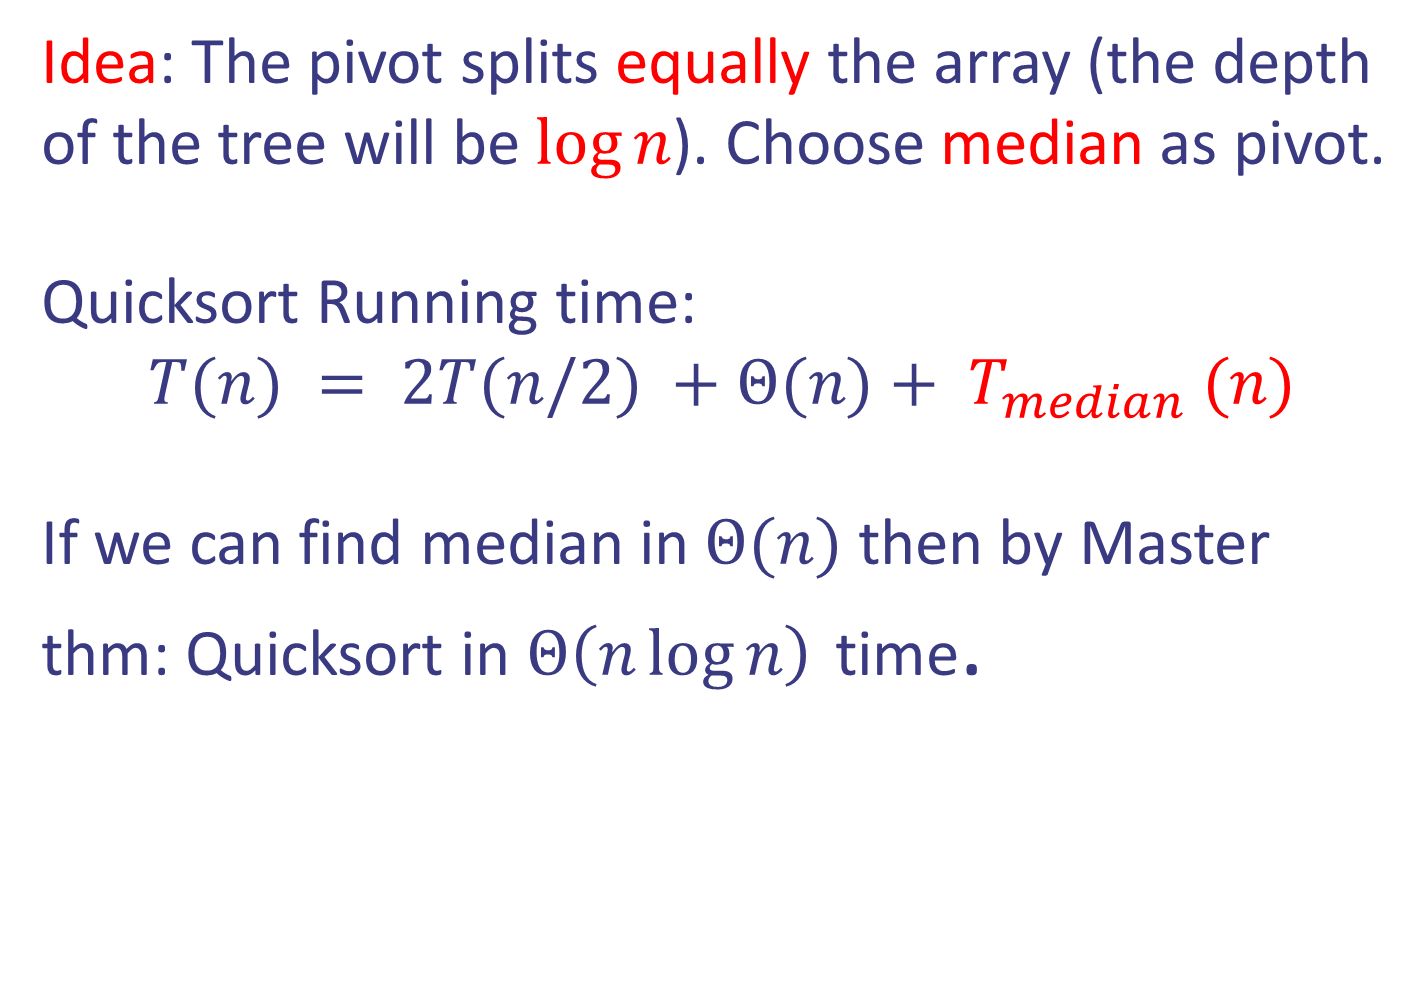 Idea: The pivot splits equally the array (the depth
of the tree will be log n). Choose median as pivot.
Quicksort Running time:
T(n) = 2T(n/2) + Θ(n) + T_median (n)
If we can find median in Θ(n) then by Master
thm: Quicksort in Θ(n log n) time.